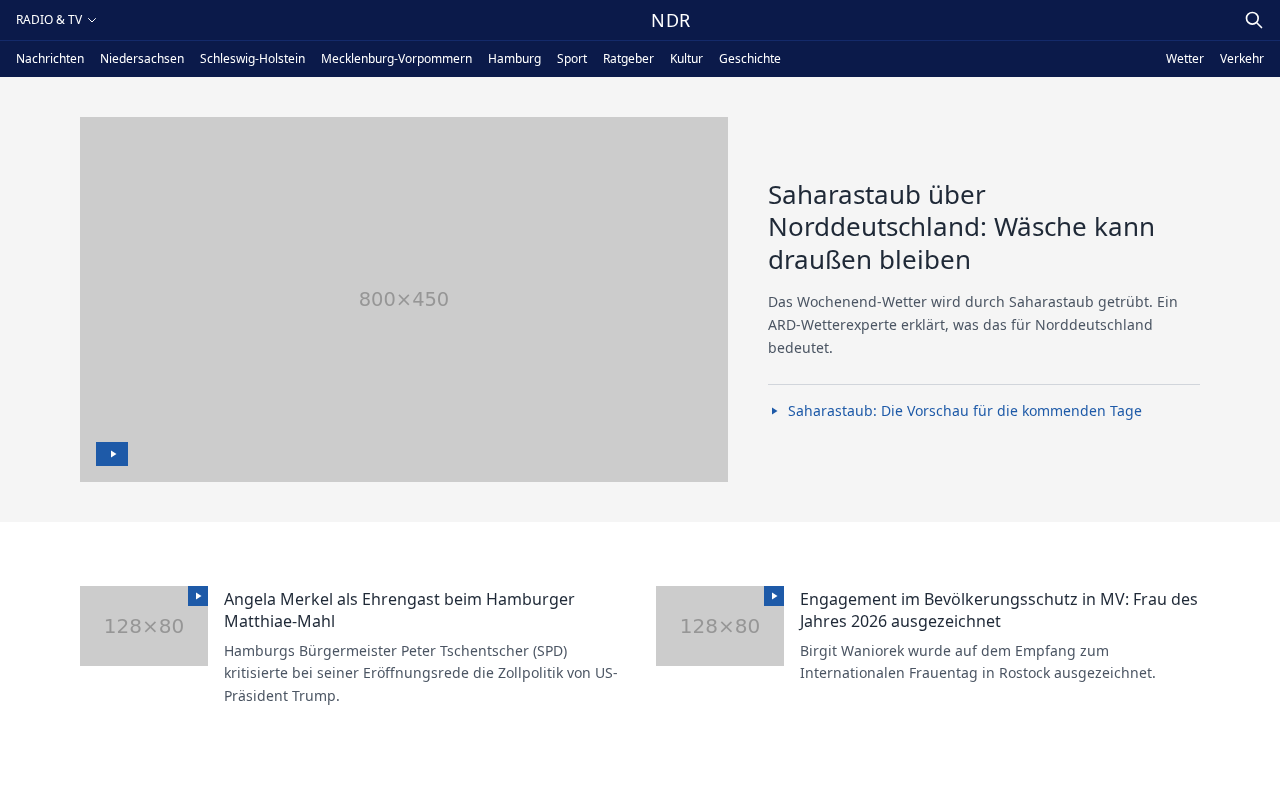 RADIO & TV
NDR
Nachrichten Niedersachsen Schleswig-Holstein Mecklenburg-Vorpommern Hamburg Sport Ratgeber Kultur Geschichte Wetter Verkehr
800×450
Saharastaub über
Norddeutschland: Wäsche kann
draußen bleiben
Das Wochenend-Wetter wird durch Saharastaub getrübt. Ein
ARD-Wetterexperte erklärt, was das für Norddeutschland
bedeutet.
Saharastaub: Die Vorschau für die kommenden Tage
128×80
Angela Merkel als Ehrengast beim Hamburger
Matthiae-Mahl
Hamburgs Bürgermeister Peter Tschentscher (SPD)
kritisierte bei seiner Eröffnungsrede die Zollpolitik von US-
Präsident Trump.
128×80
Engagement im Bevölkerungsschutz in MV: Frau des
Jahres 2026 ausgezeichnet
Birgit Waniorek wurde auf dem Empfang zum
Internationalen Frauentag in Rostock ausgezeichnet.